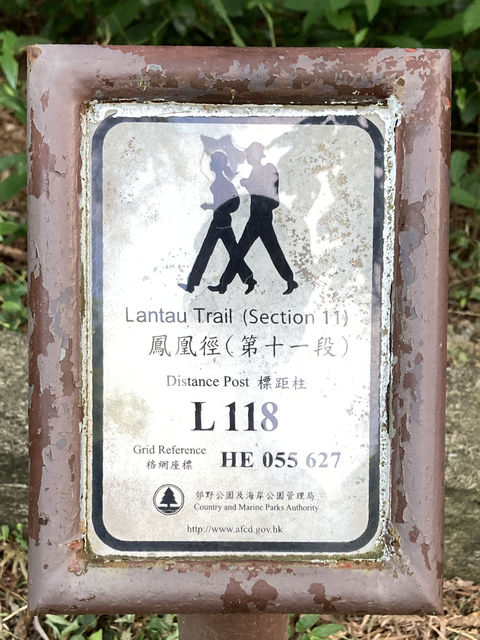 Lantau Trail (Section 11)
鳳凰徑(第十一段)
Distance Post 標距柱
L 118
Grid Reference HE 055 627
格網座標
郊野公園及海岸公園管理局
Country and Marine Parks Authority
http://www.afcd.gov.hk